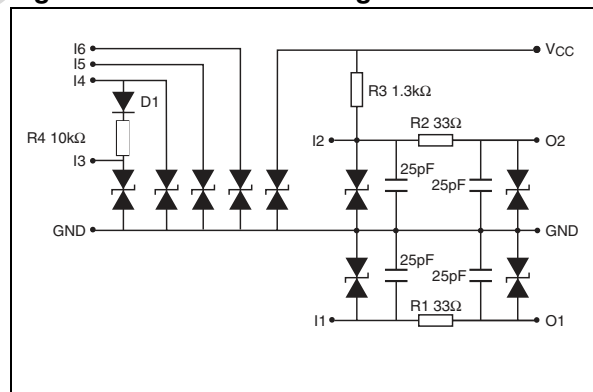 I6
I5
I4
VCC
D1
R3 1.3kΩ
R4 10kΩ
I2
R2 33Ω
O2
I3
25pF
25pF
GND
GND
25pF
25pF
R1 33Ω
I1
O1